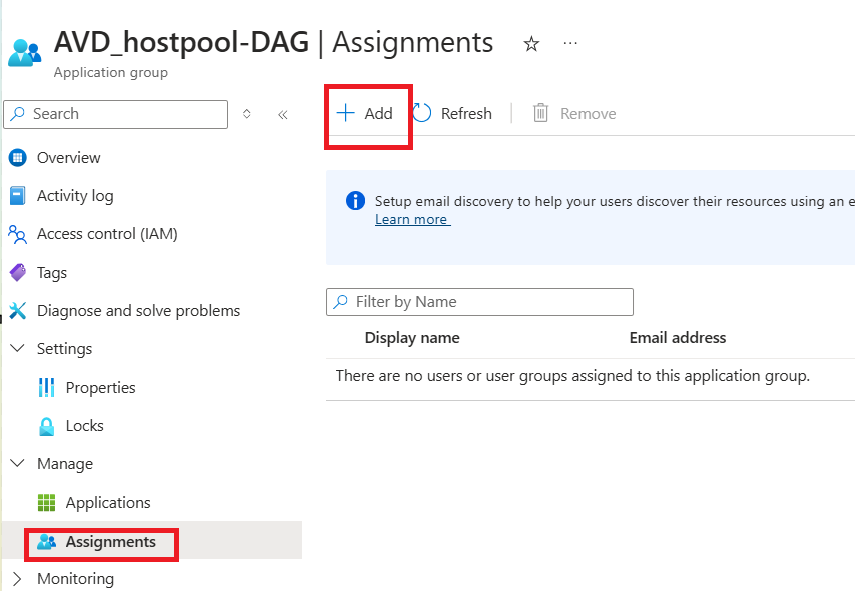 AVD_hostpool-DAG | Assignments
Application group
Search
Add
Refresh
Remove
Overview
Activity log
Access control (IAM)
Tags
Diagnose and solve problems
Settings
Properties
Locks
Manage
Applications
Assignments
Monitoring
Setup email discovery to help your users discover their resources using an e
Learn more
Filter by Name
Display name
Email address
There are no users or user groups assigned to this application group.